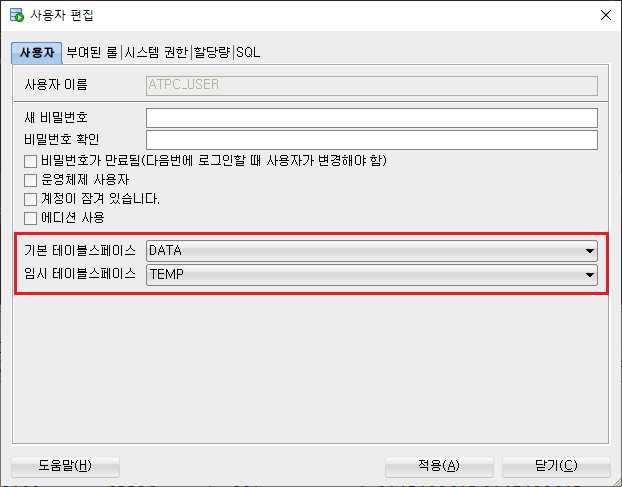 사용자 편집
사용자 부여된 롤 시스템 권한 할당량 SQL
사용자 이름 ATPC_USER
새 비밀번호
비밀번호 확인
비밀번호가 만료됨(다음번에 로그인할 때 사용자가 변경해야 함)
운영체제 사용자
계정이 잠겨 있습니다.
에디션 사용
기본 테이블스페이스 DATA
임시 테이블스페이스 TEMP
도움말(H) 적용(A) 닫기(C)